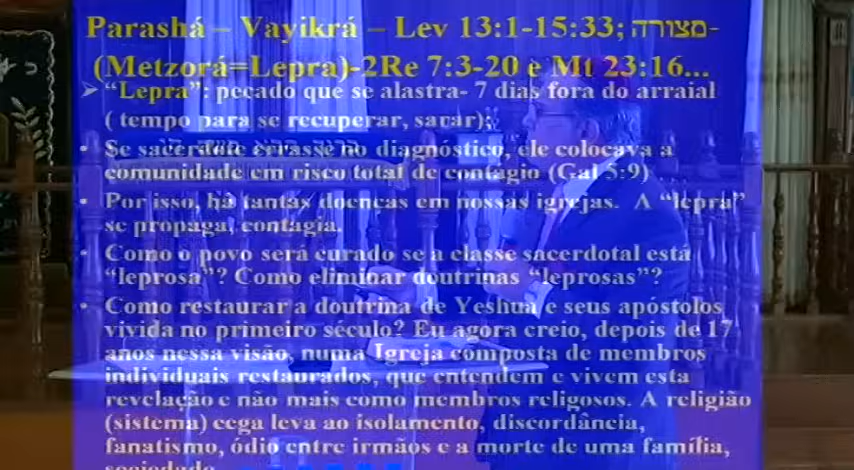 Parashá – Vayikrá – Lev 13:1-15:33; מצורה-
(Metzorá=Lepra)-2Re 7:3-20 e Mt 23:16...
➢ “Lepra”: pecado que se alastra- 7 dias fora do arraial
( tempo para se recuperar, sarar);
• Se sacerdote errasse no diagnóstico, ele colocava a
comunidade em risco total de contágio (Gal 5:9)
• Por isso, há tantas doenças em nossas igrejas. A “lepra”
se propaga, contagia.
• Como o povo será curado se a classe sacerdotal está
“leprosa”? Como eliminar doutrinas “leprosas”?
• Como restaurar a doutrina de Yeshua e seus apóstolos
vivida no primeiro século? Eu agora creio, depois de 17
anos nessa visão, numa Igreja composta de membros
individuais restaurados, que entendem e vivem esta
revelação e não mais como membros religiosos. A religião
(sistema) cega leva ao isolamento, discordância,
fanatismo, ódio entre irmãos e a morte de uma família,
sociedade